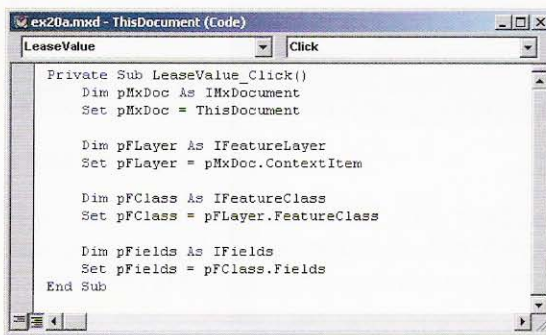 ex20a.mxd - ThisDocument (Code)
LeaseValue Click
Private Sub LeaseValue_Click()
    Dim pMxDoc As IMxDocument
    Set pMxDoc = ThisDocument

    Dim pFLayer As IFeatureLayer
    Set pFLayer = pMxDoc.ContextItem

    Dim pFClass As IFeatureClass
    Set pFClass = pFLayer.FeatureClass

    Dim pFields As IFields
    Set pFields = pFClass.Fields
End Sub